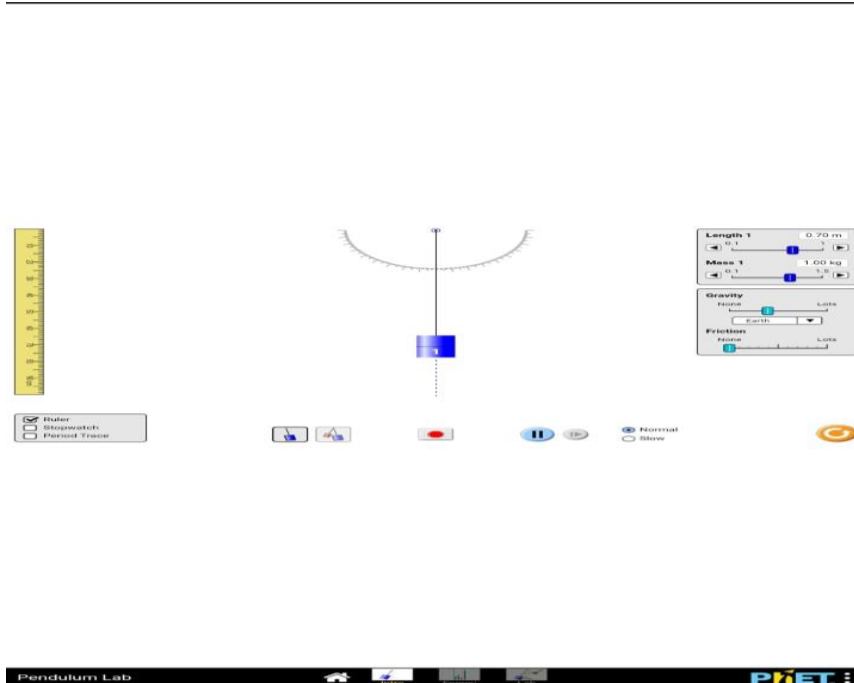 Length 1 0.70 m
0.1 1
Mass 1 1.00 kg
0.1 1.5
1
Gravity
None Lots
Earth
Friction
None Lots
Ruler
Stopwatch
Period Trace
Normal
Slow
Pendulum Lab
PhET